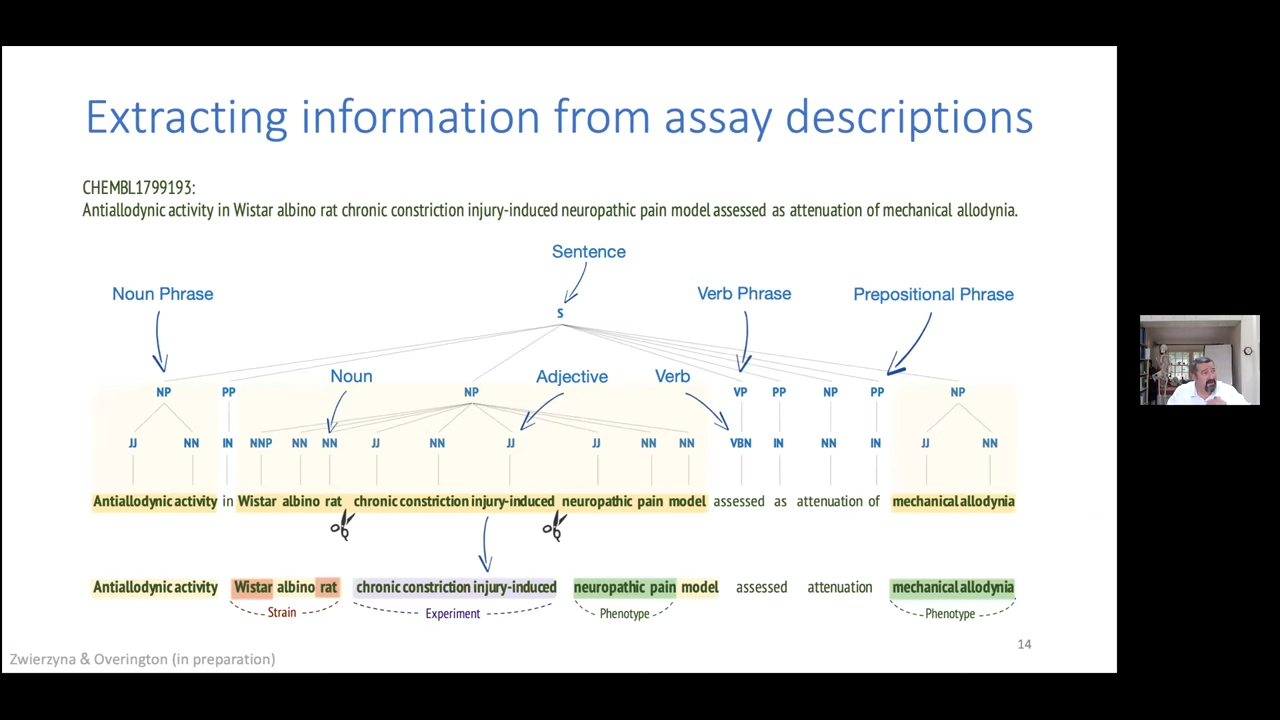 Extracting information from assay descriptions
CHEMBL1799193:
Antiallodynic activity in Wistar albino rat chronic constriction injury-induced neuropathic pain model assessed as attenuation of mechanical allodynia.
Sentence
Noun Phrase
Verb Phrase
Prepositional Phrase
S
Noun
Adjective
Verb
NP PP NP VP PP NP PP NP
JJ NN IN NNP NN NN JJ NN JJ JJ NN NN VBN IN NN IN JJ NN
Antiallodynic activity in Wistar albino rat chronic constriction injury-induced neuropathic pain model assessed as attenuation of mechanical allodynia
Antiallodynic activity Wistar albino rat chronic constriction injury-induced neuropathic pain model assessed attenuation mechanical allodynia
Strain Experiment Phenotype Phenotype
14
Zwierzyna & Overington (in preparation)